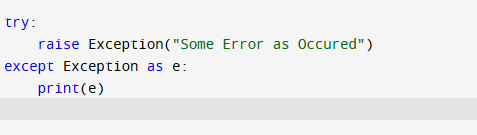 try:
    raise Exception("Some Error as Occured")
except Exception as e:
    print(e)